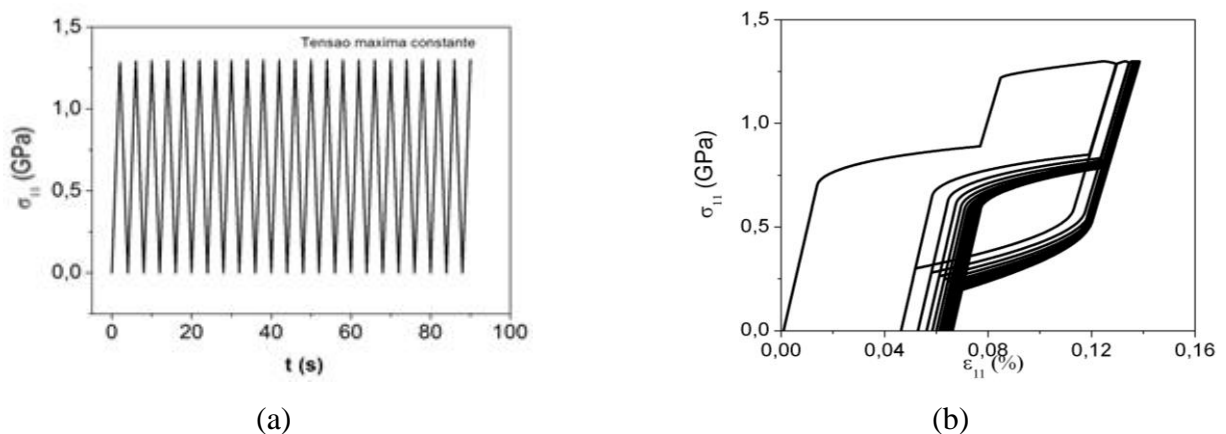 Tensao maxima constante
1,5
1,0
0,5
0,0
σ₁₁ (GPa)
0 20 40 60 80 100
t (s)
(a)
1,5
1,0
0,5
0,0
σ₁₁ (GPa)
0,00 0,04 0,08 0,12 0,16
ε₁₁ (%)
(b)